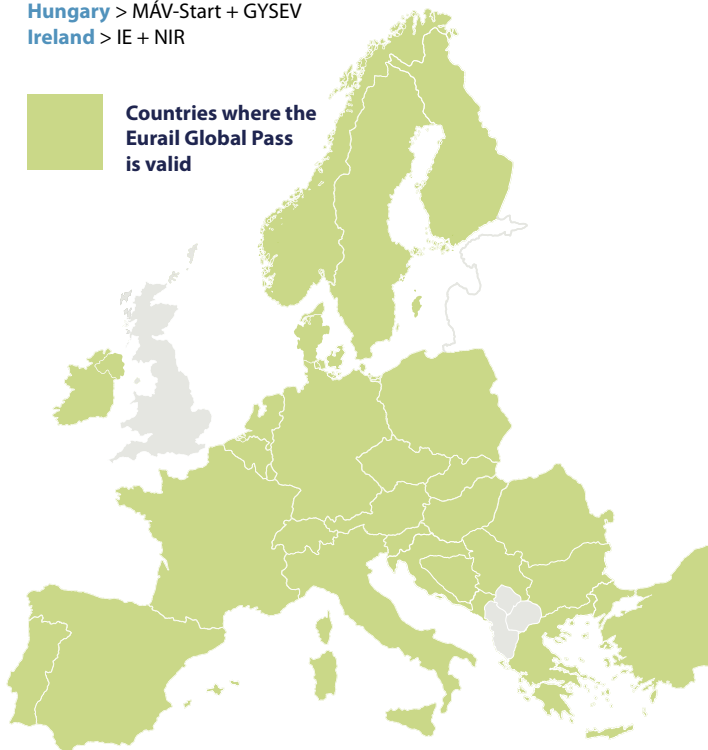 Hungary > MÁV-Start + GYSEV
Ireland > IE + NIR
Countries where the
Eurail Global Pass
is valid